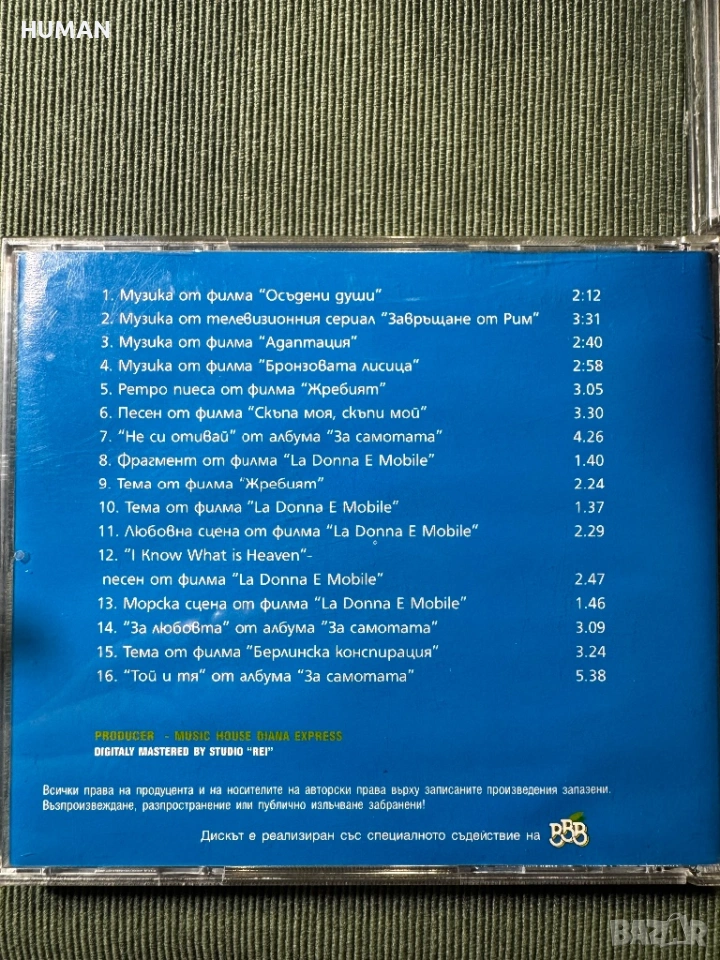 HUMAN
1. Музика от филма "Осъдени души" 2:12
2. Музика от телевизионния сериал "Завръщане от Рим" 3:31
3. Музика от филма "Адаптация" 2:40
4. Музика от филма "Бронзовата лисица" 2:58
5. Ретро пиеса от филма "Жребият" 3.05
6. Песен от филма "Скъпа моя, скъпи мой" 3.30
7. "Не си отивай" от албума "За самотата" 4.26
8. Фрагмент от филма "La Donna E Mobile" 1.40
9. Тема от филма "Жребият" 2.24
10. Тема от филма "La Donna E Mobile" 1.37
11. Любовна сцена от филма "La Donna E Mobile" 2.29
12. "I Know What is Heaven"-
песен от филма "La Donna E Mobile" 2.47
13. Морска сцена от филма "La Donna E Mobile" 1.46
14. "За любовта" от албума "За самотата" 3.09
15. Тема от филма "Берлинска конспирация" 3.24
16. "Той и тя" от албума "За самотата" 5.38
PRODUCER - MUSIC HOUSE DIANA EXPRESS
DIGITALY MASTERED BY STUDIO "REI"
Всички права на продуцента и на носителите на авторски права върху записаните произведения запазени.
Възпроизвеждане, разпространение или публично излъчване забранени!
Дискът е реализиран със специалното съдействие на BBB
BAZAR